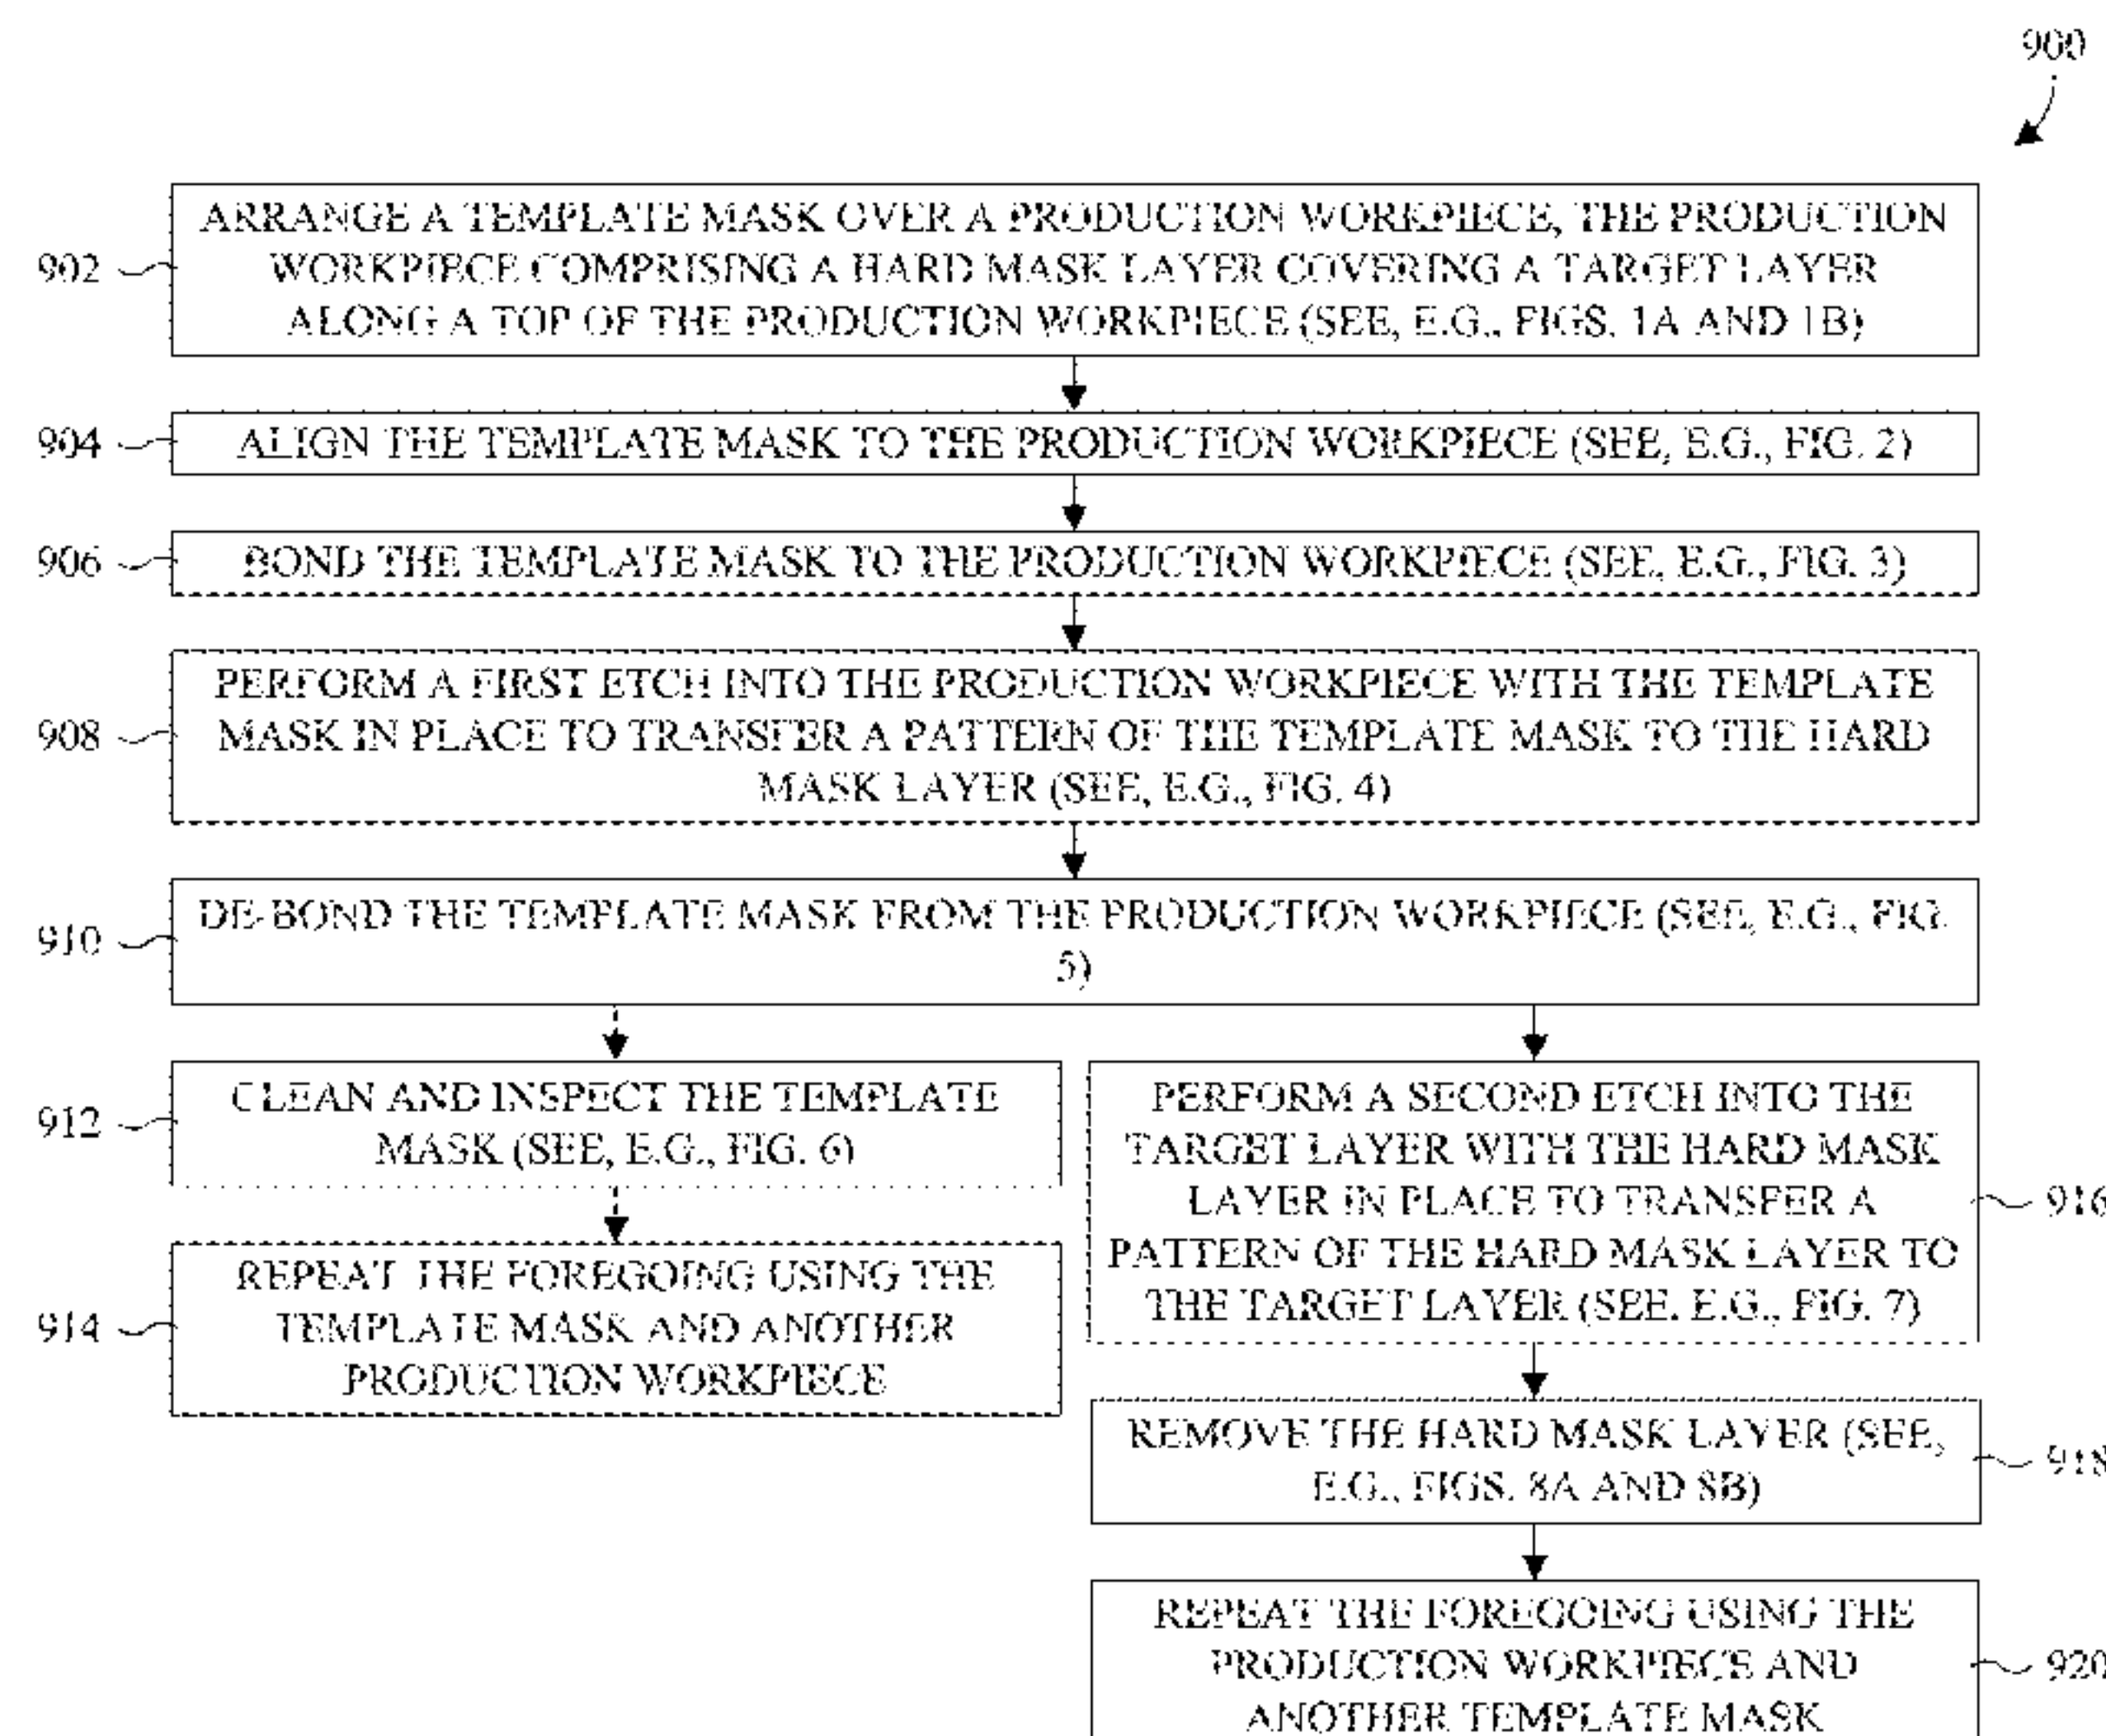 900
902
ARRANGE A TEMPLATE MASK OVER A PRODUCTION WORKPIECE, THE PRODUCTION
WORKPIECE COMPRISING A HARD MASK LAYER COVERING A TARGET LAYER
ALONG A TOP OF THE PRODUCTION WORKPIECE (SEE, E.G., FIGS. 1A AND 1B)
904
ALIGN THE TEMPLATE MASK TO THE PRODUCTION WORKPIECE (SEE, E.G., FIG. 2)
906
BOND THE TEMPLATE MASK TO THE PRODUCTION WORKPIECE (SEE, E.G., FIG. 3)
908
PERFORM A FIRST ETCH INTO THE PRODUCTION WORKPIECE WITH THE TEMPLATE
MASK IN PLACE TO TRANSFER A PATTERN OF THE TEMPLATE MASK TO THE HARD
MASK LAYER (SEE, E.G., FIG. 4)
910
DE-BOND THE TEMPLATE MASK FROM THE PRODUCTION WORKPIECE (SEE, E.G., FIG.
5)
912
CLEAN AND INSPECT THE TEMPLATE
MASK (SEE, E.G., FIG. 6)
914
REPEAT THE FOREGOING USING THE
TEMPLATE MASK AND ANOTHER
PRODUCTION WORKPIECE
PERFORM A SECOND ETCH INTO THE
TARGET LAYER WITH THE HARD MASK
LAYER IN PLACE TO TRANSFER A
PATTERN OF THE HARD MASK LAYER TO
THE TARGET LAYER (SEE. E.G., FIG. 7)
916
REMOVE THE HARD MASK LAYER (SEE,
E.G., FIGS. 8A AND 8B)
918
REPEAT THE FOREGOING USING THE
PRODUCTION WORKPIECE AND
ANOTHER TEMPLATE MASK
920